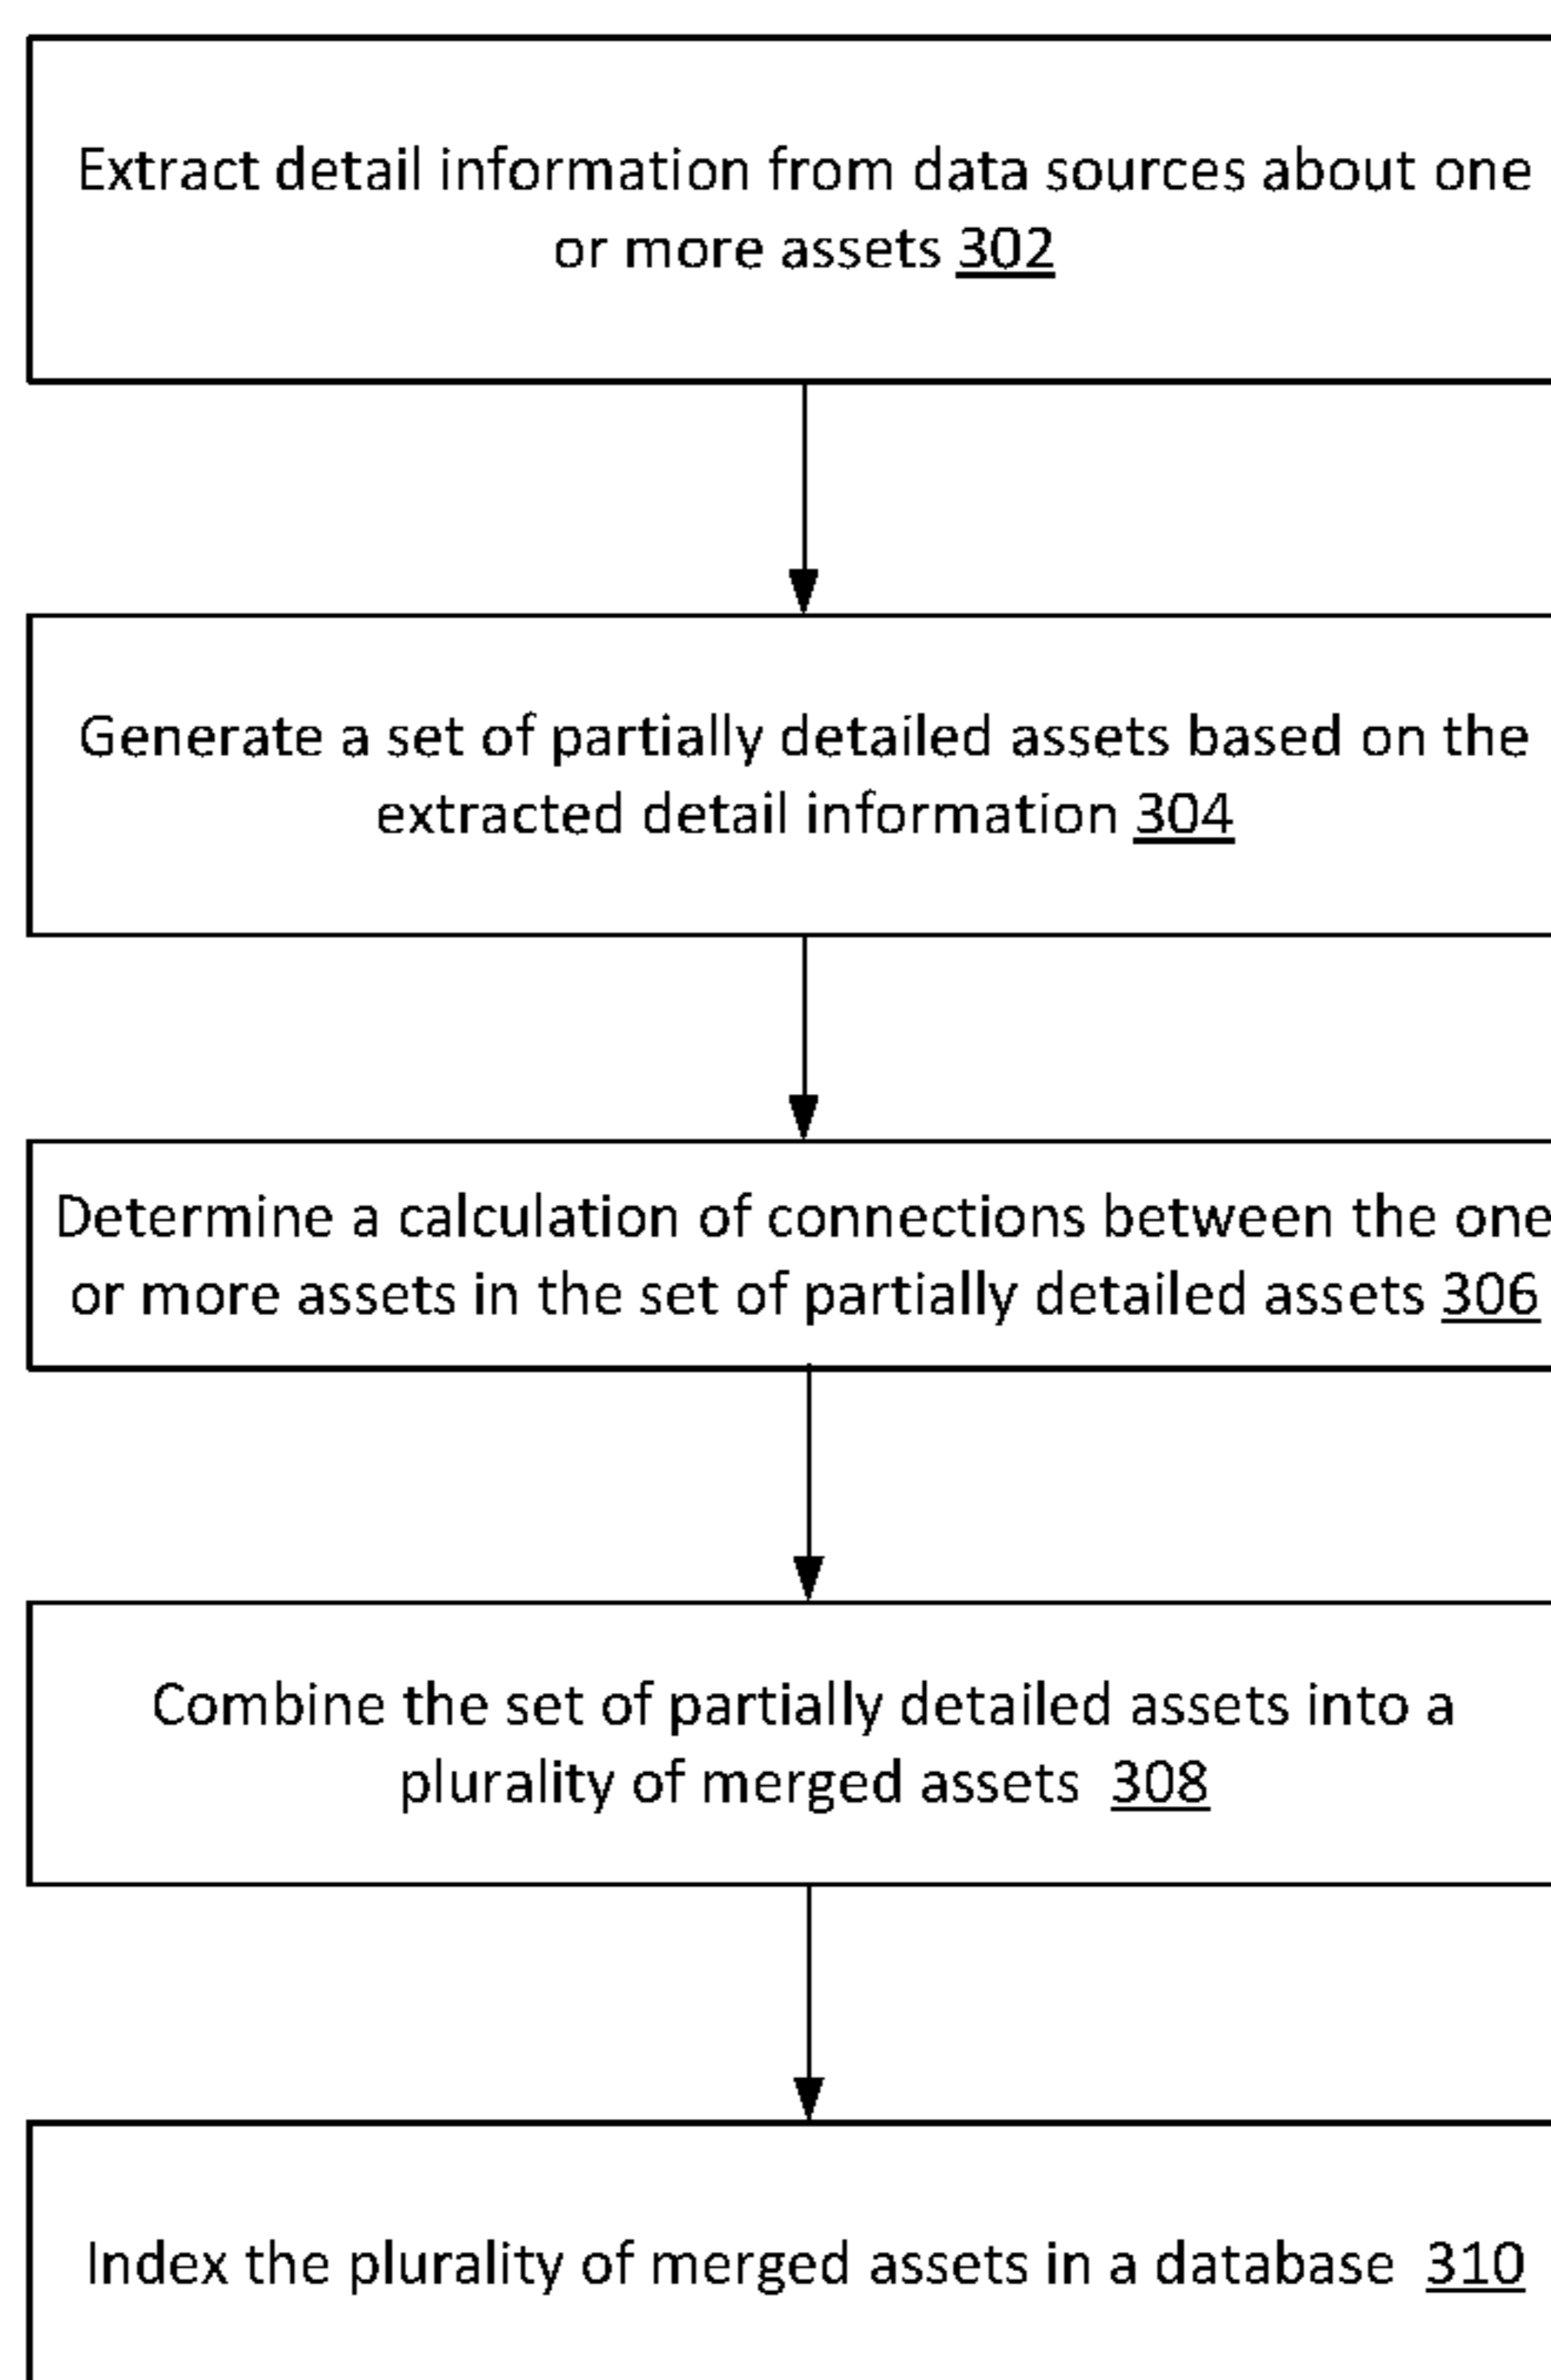 Extract detail information from data sources about one
or more assets 302
Generate a set of partially detailed assets based on the
extracted detail information 304
Determine a calculation of connections between the one
or more assets in the set of partially detailed assets 306
Combine the set of partially detailed assets into a
plurality of merged assets 308
Index the plurality of merged assets in a database 310